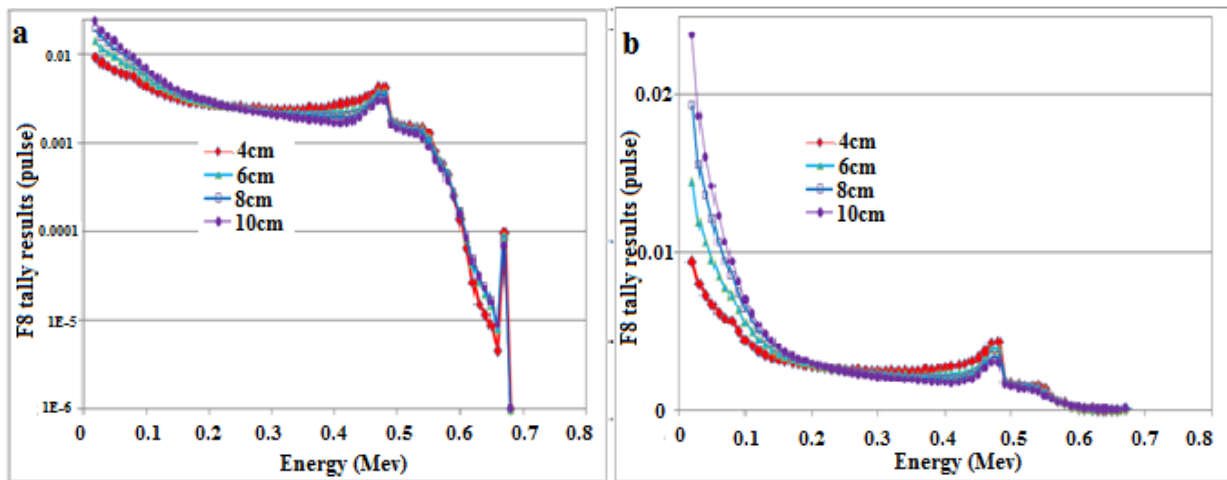 a
F8 tally results (pulse)
0.01
0.001
0.0001
1E-5
1E-6
4cm
6cm
8cm
10cm
0 0.1 0.2 0.3 0.4 0.5 0.6 0.7 0.8
Energy (Mev)
b
F8 tally results (pulse)
0.02
0.01
0
4cm
6cm
8cm
10cm
0 0.1 0.2 0.3 0.4 0.5 0.6 0.7 0.8
Energy (Mev)